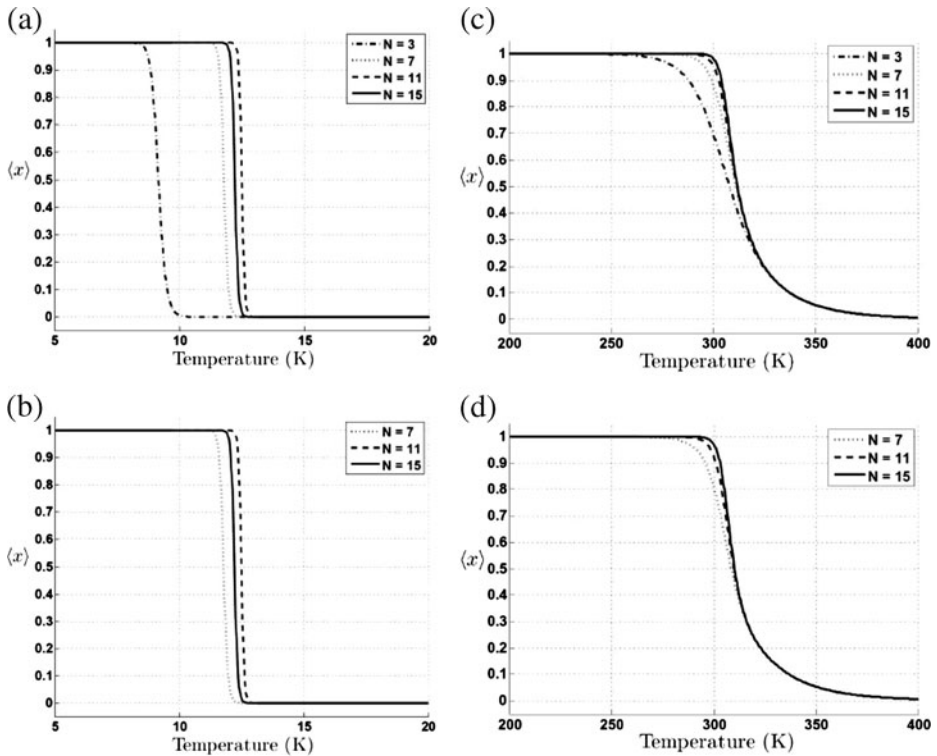 (a)
1
0.9
0.8
0.7
0.6
⟨x⟩
0.5
0.4
0.3
0.2
0.1
0
5 10 15 20
Temperature (K)
N = 3
N = 7
N = 11
N = 15
(c)
1
0.9
0.8
0.7
0.6
⟨x⟩
0.5
0.4
0.3
0.2
0.1
0
200 250 300 350 400
Temperature (K)
N = 3
N = 7
N = 11
N = 15
(b)
1
0.9
0.8
0.7
0.6
⟨x⟩
0.5
0.4
0.3
0.2
0.1
0
5 10 15 20
Temperature (K)
N = 7
N = 11
N = 15
(d)
1
0.9
0.8
0.7
0.6
⟨x⟩
0.5
0.4
0.3
0.2
0.1
0
200 250 300 350 400
Temperature (K)
N = 7
N = 11
N = 15